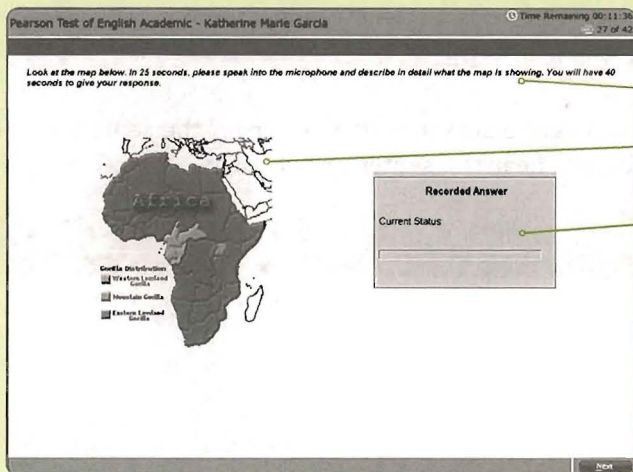 Pearson Test of English Academic - Katherine Marie Garcia
Time Remaining 00:11:36
27 of 42
Look at the map below. In 25 seconds, please speak into the microphone and describe in detail what the map is showing. You will have 40
seconds to give your response.
Africa
Gorilla Distribution
Western Lowland
Gorilla
Mountain Gorilla
Eastern Lowland
Gorilla
Recorded Answer
Current Status
Next